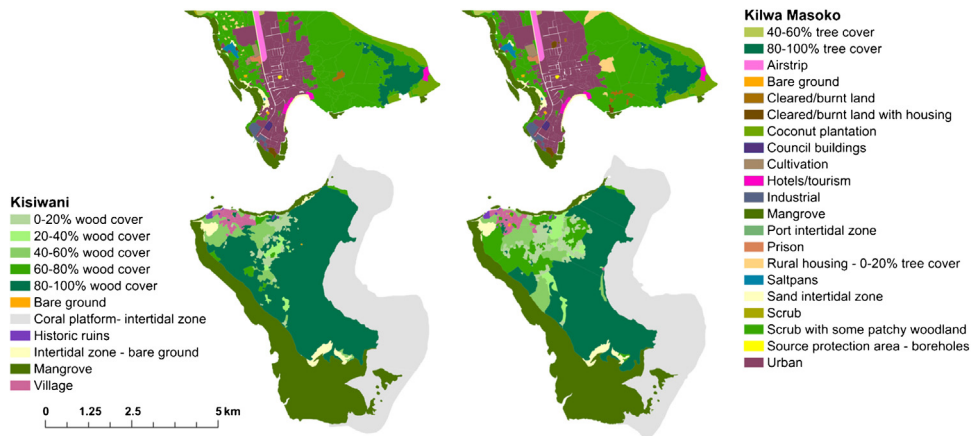 Kilwa Masoko
40-60% tree cover
80-100% tree cover
Airstrip
Bare ground
Cleared/burnt land
Cleared/burnt land with housing
Coconut plantation
Council buildings
Cultivation
Hotels/tourism
Industrial
Mangrove
Port intertidal zone
Prison
Rural housing - 0-20% tree cover
Saltpans
Sand intertidal zone
Scrub
Scrub with some patchy woodland
Source protection area - boreholes
Urban
Kisiwani
0-20% wood cover
20-40% wood cover
40-60% wood cover
60-80% wood cover
80-100% wood cover
Bare ground
Coral platform- intertidal zone
Historic ruins
Intertidal zone - bare ground
Mangrove
Village
0 1.25 2.5 5 km